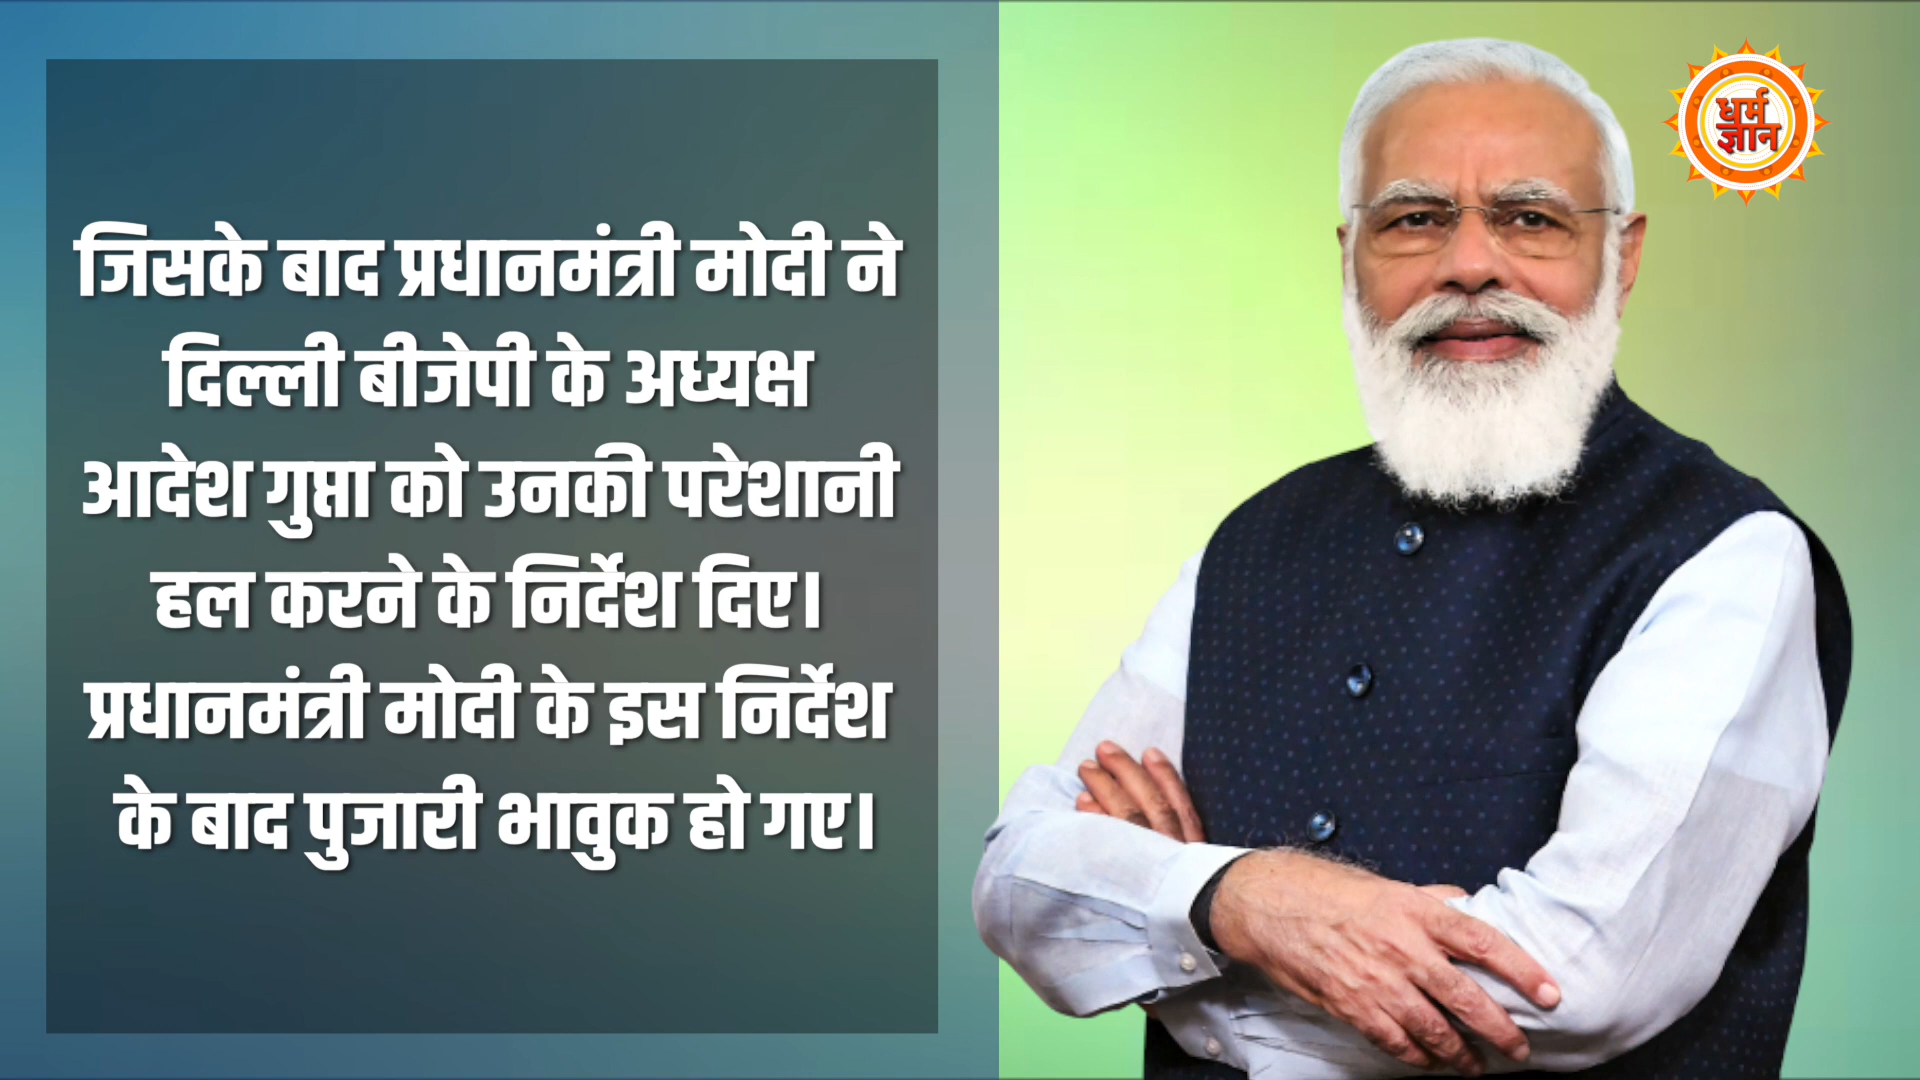 जिसके बाद प्रधानमंत्री मोदी ने
दिल्ली बीजेपी के अध्यक्ष
आदेश गुप्ता को उनकी परेशानी
हल करने के निर्देश दिए।
प्रधानमंत्री मोदी के इस निर्देश
के बाद पुजारी भावुक हो गए।
धर्म
ज्ञान